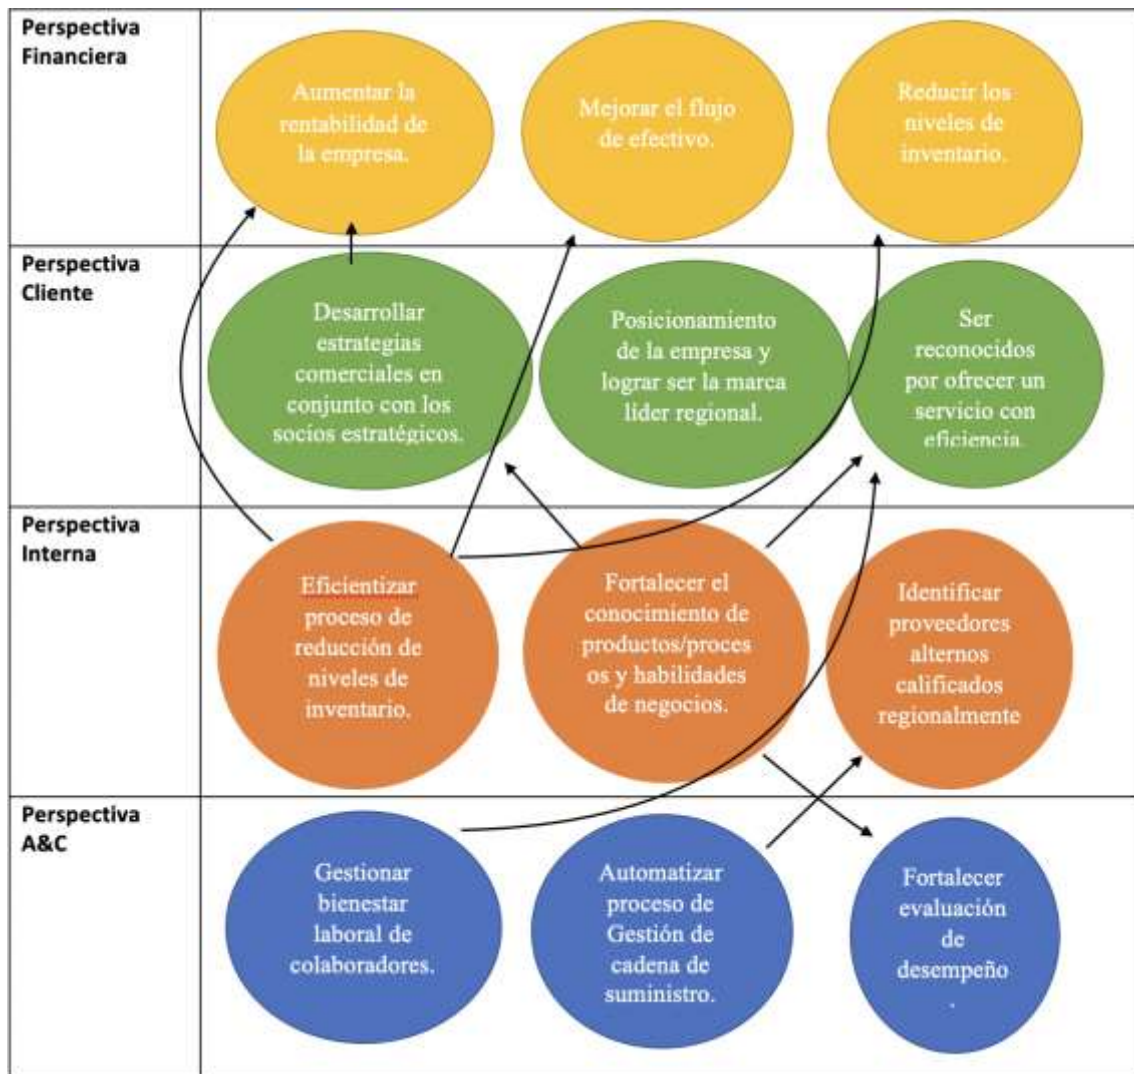 Perspectiva
Financiera
Aumentar la
rentabilidad de
la empresa.
Mejorar el flujo
de efectivo.
Reducir los
niveles de
inventario.
Perspectiva
Cliente
Desarrollar
estrategias
comerciales en
conjunto con los
socios estratégicos.
Posicionamiento
de la empresa y
lograr ser la marca
líder regional.
Ser
reconocidos
por ofrecer un
servicio con
eficiencia.
Perspectiva
Interna
Eficientizar
proceso de
reducción de
niveles de
inventario.
Fortalecer el
conocimiento de
productos/proces
os y habilidades
de negocios.
Identificar
proveedores
alternos
calificados
regionalmente
Perspectiva
A&C
Gestionar
bienestar
laboral de
colaboradores.
Automatizar
proceso de
Gestión de
cadena de
suministro.
Fortalecer
evaluación
de
desempeño
.